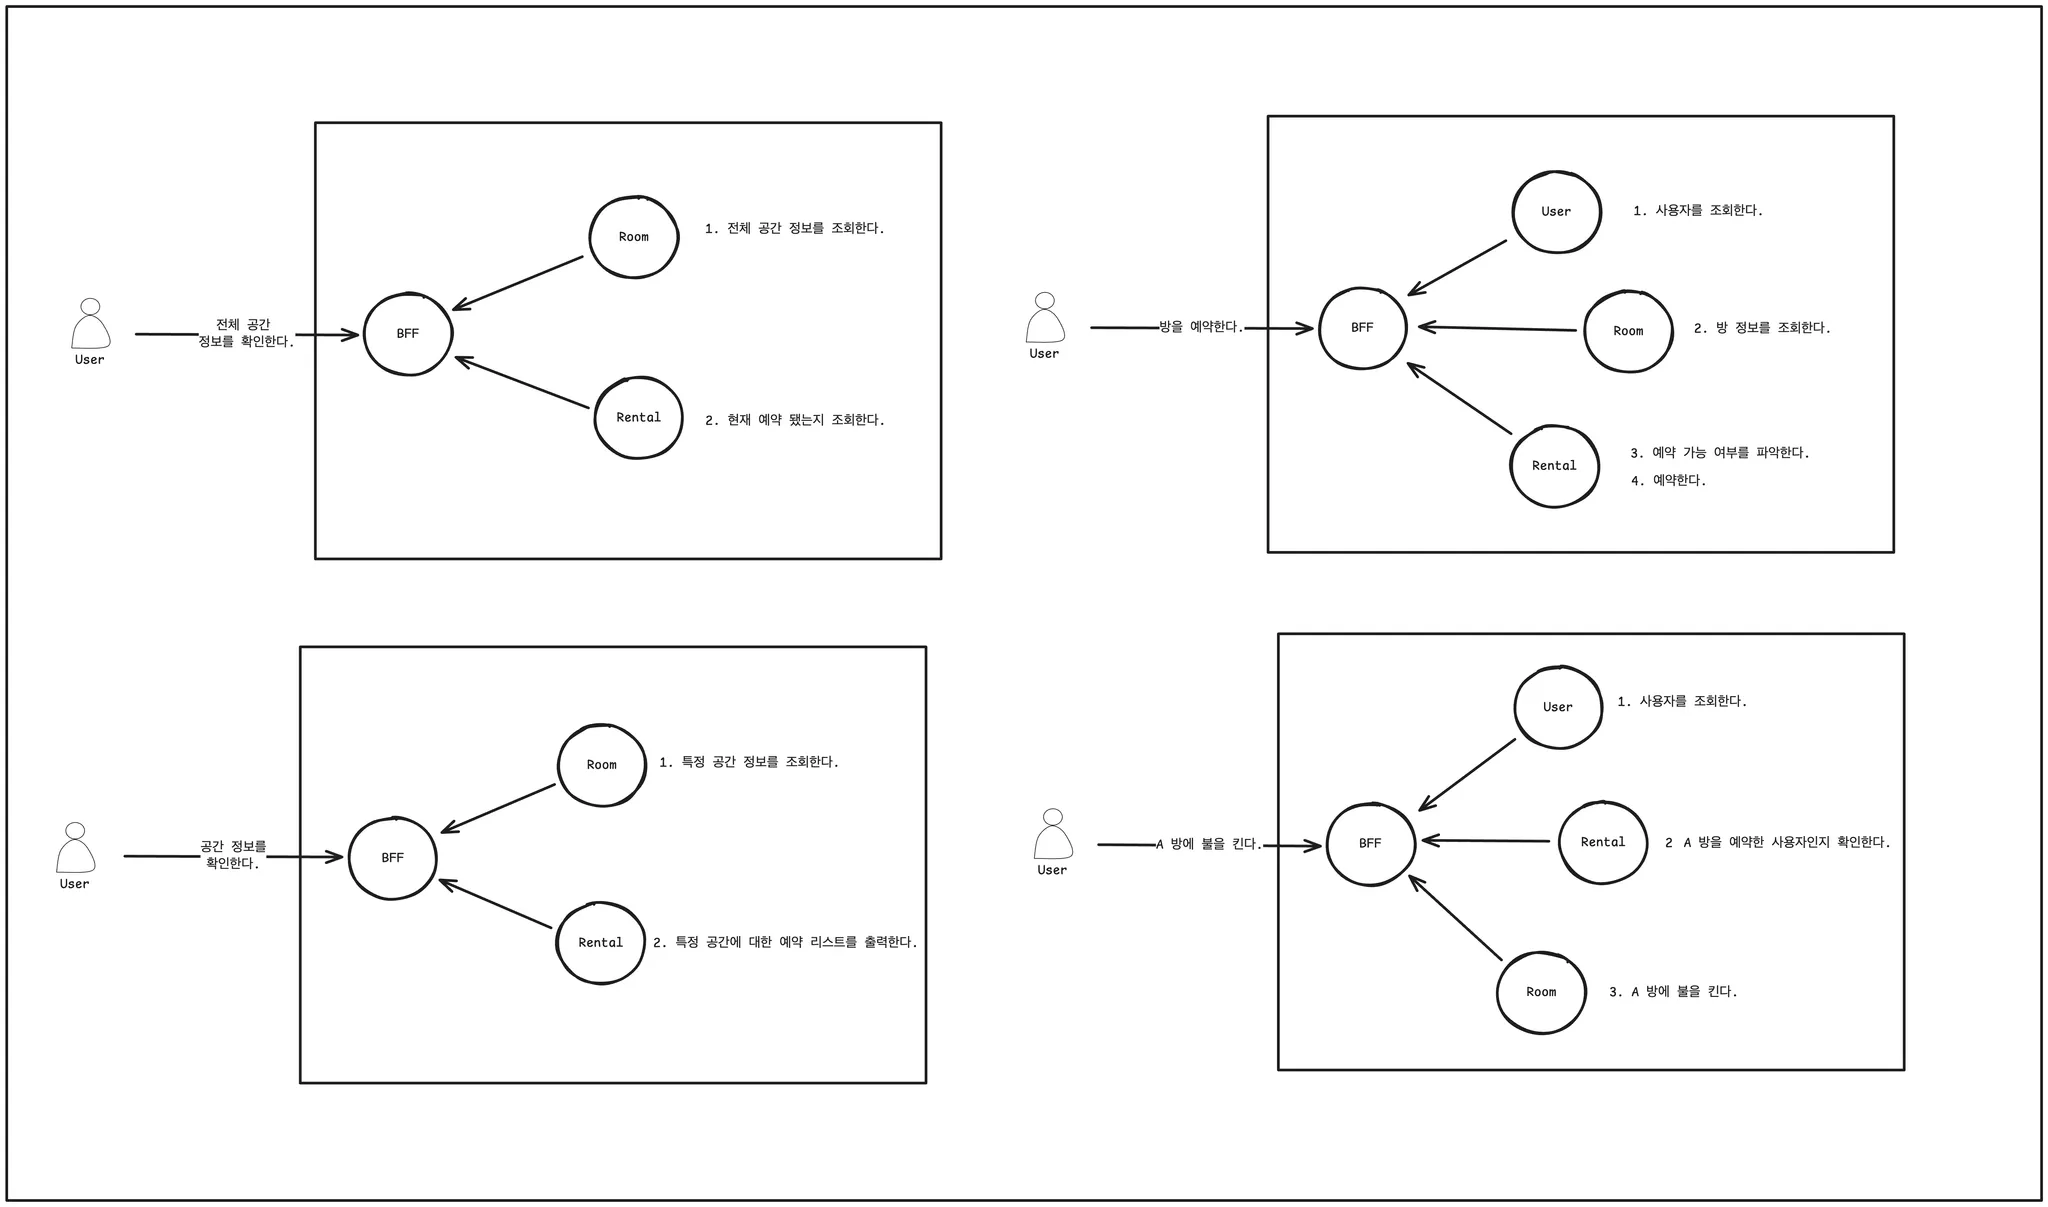 Room
1. 전체 공간 정보를 조회한다.
User
전체 공간
정보를 확인한다.
BFF
Rental
2. 현재 예약 됐는지 조회한다.
User
1. 사용자를 조회한다.
User
방을 예약한다.
BFF
Room
2. 방 정보를 조회한다.
Rental
3. 예약 가능 여부를 파악한다.
4. 예약한다.
Room
1. 특정 공간 정보를 조회한다.
User
공간 정보를
확인한다.
BFF
Rental
2. 특정 공간에 대한 예약 리스트를 출력한다.
User
1. 사용자를 조회한다.
User
A 방에 불을 킨다.
BFF
Rental
2 A 방을 예약한 사용자인지 확인한다.
Room
3. A 방에 불을 킨다.